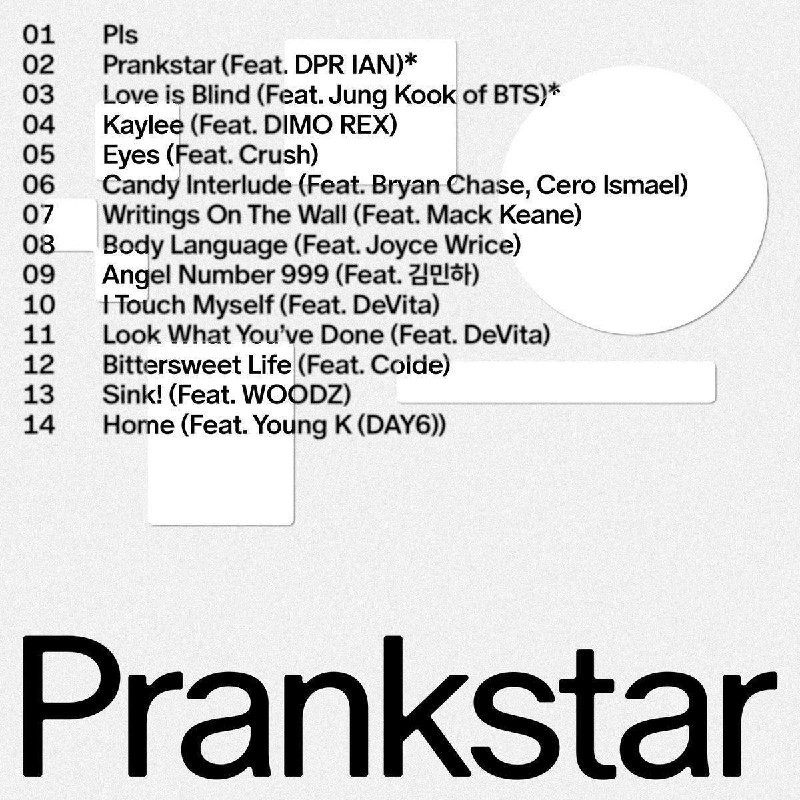 01 Pls
02 Prankstar (Feat. DPR IAN)*
03 Love is Blind (Feat. Jung Kook of BTS)*
04 Kaylee (Feat. DIMO REX)
05 Eyes (Feat. Crush)
06 Candy Interlude (Feat. Bryan Chase, Cero Ismael)
07 Writings On The Wall (Feat. Mack Keane)
08 Body Language (Feat. Joyce Wrice)
09 Angel Number 999 (Feat. 김민하)
10 I Touch Myself (Feat. DeVita)
11 Look What You've Done (Feat. DeVita)
12 Bittersweet Life (Feat. Colde)
13 Sink! (Feat. WOODZ)
14 Home (Feat. Young K (DAY6))
Prankstar